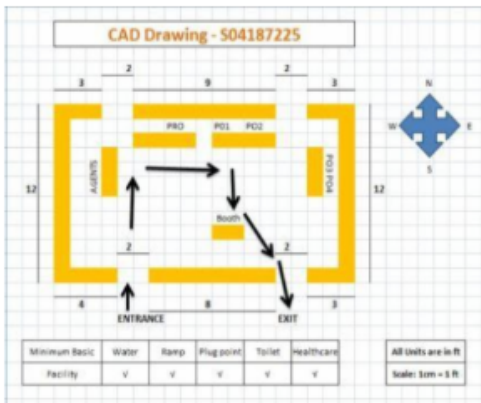 CAD Drawing - S04187225
2 2
3 9 3
N
PRO PO1 PO2
W E
AGENTS
PO3 PO4
S
12 12
Booth
2 2
4 8 3
ENTRANCE EXIT
Minimum Basic Water Ramp Plug point Toilet Healthcare All Units are in ft
Facility √ √ √ √ √ Scale: 1cm = 1 ft